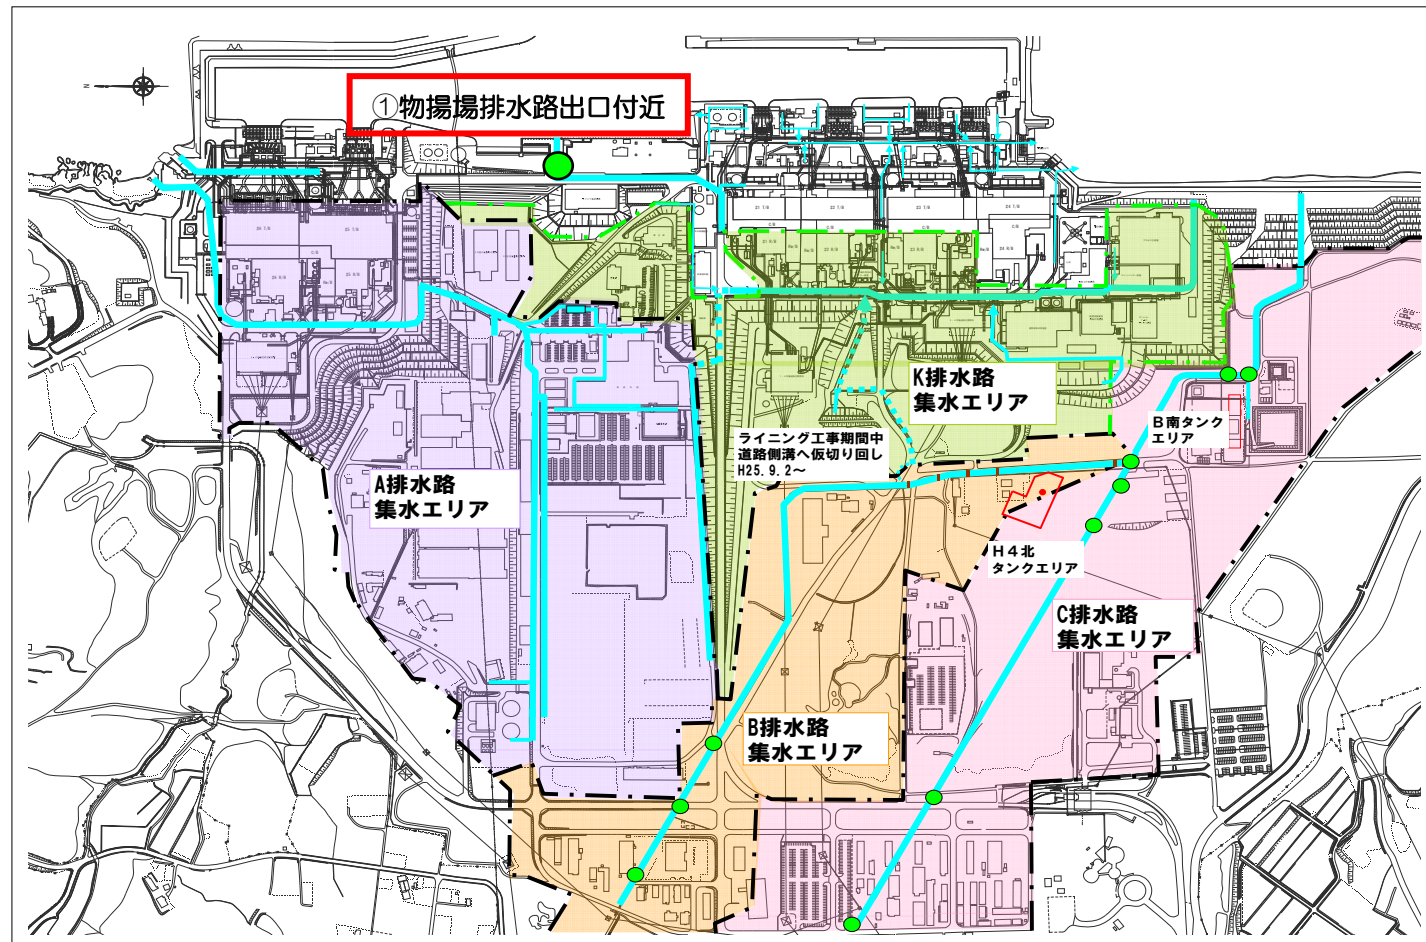 ①物揚場排水路出口付近
N
K排水路
集水エリア
B南タンク
エリア
ライニング工事期間中
道路側溝へ仮切り回し
H25.9.2～
A排水路
集水エリア
H4北
タンクエリア
C排水路
集水エリア
B排水路
集水エリア